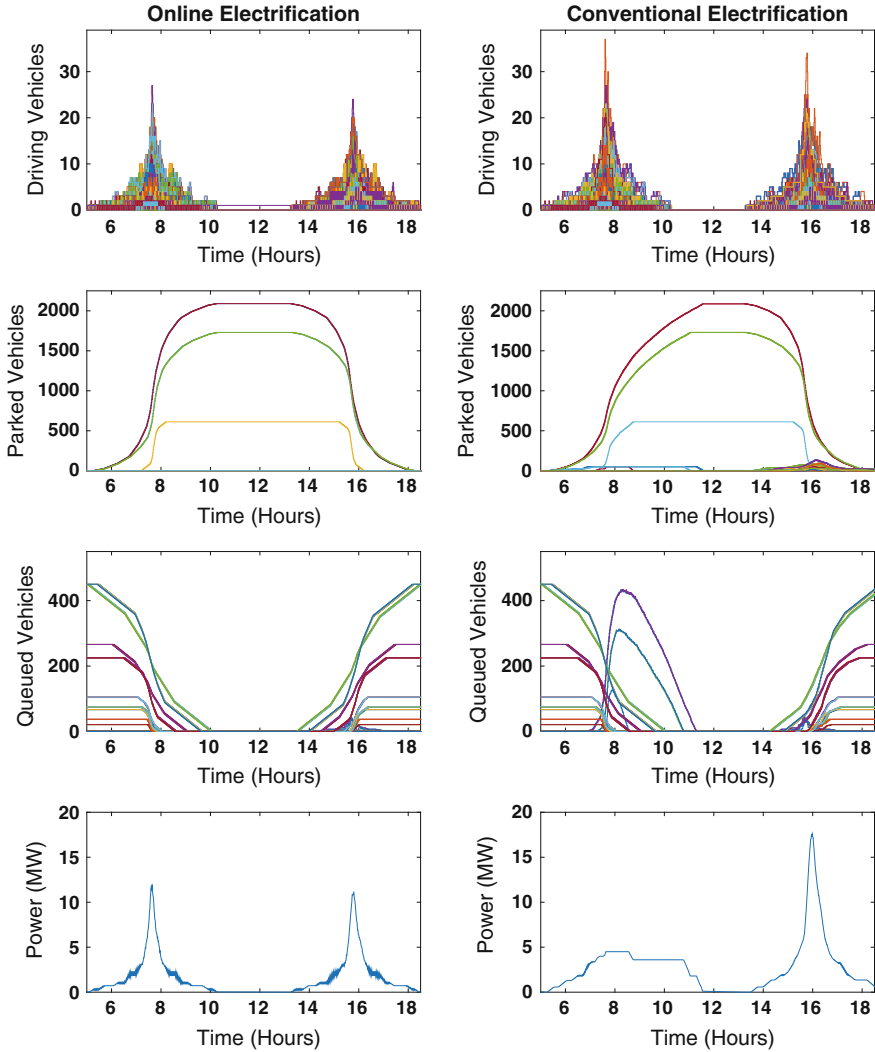 Online Electrification
Conventional Electrification
Driving Vehicles
30
20
10
0
6 8 10 12 14 16 18
Time (Hours)
Driving Vehicles
30
20
10
0
6 8 10 12 14 16 18
Time (Hours)
Parked Vehicles
2000
1500
1000
500
0
6 8 10 12 14 16 18
Time (Hours)
Parked Vehicles
2000
1500
1000
500
0
6 8 10 12 14 16 18
Time (Hours)
Queued Vehicles
400
200
0
6 8 10 12 14 16 18
Time (Hours)
Queued Vehicles
400
200
0
6 8 10 12 14 16 18
Time (Hours)
Power (MW)
20
15
10
5
0
6 8 10 12 14 16 18
Time (Hours)
Power (MW)
20
15
10
5
0
6 8 10 12 14 16 18
Time (Hours)